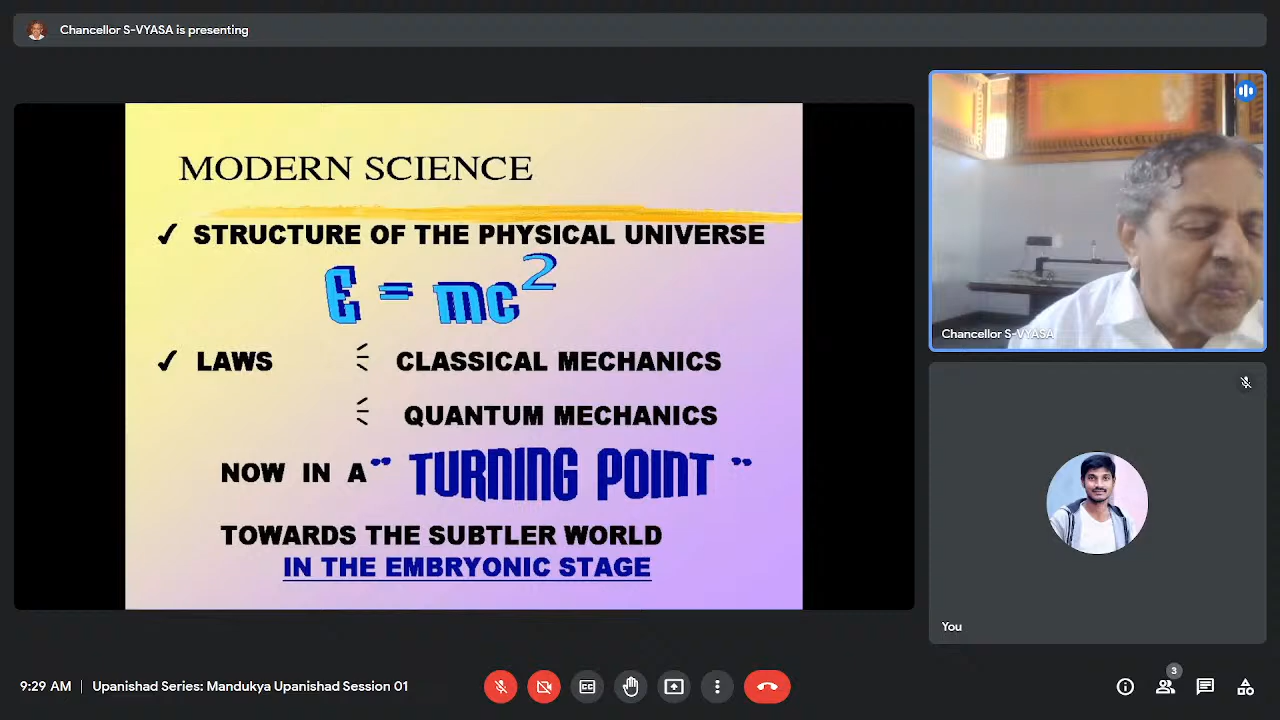 Chancellor S-VYASA is presenting
MODERN SCIENCE
✓ STRUCTURE OF THE PHYSICAL UNIVERSE
E = mc²
✓ LAWS CLASSICAL MECHANICS
QUANTUM MECHANICS
NOW IN A " TURNING POINT "
TOWARDS THE SUBTLER WORLD
IN THE EMBRYONIC STAGE
Chancellor S-VYASA
You
9:29 AM | Upanishad Series: Mandukya Upanishad Session 01
CC
3